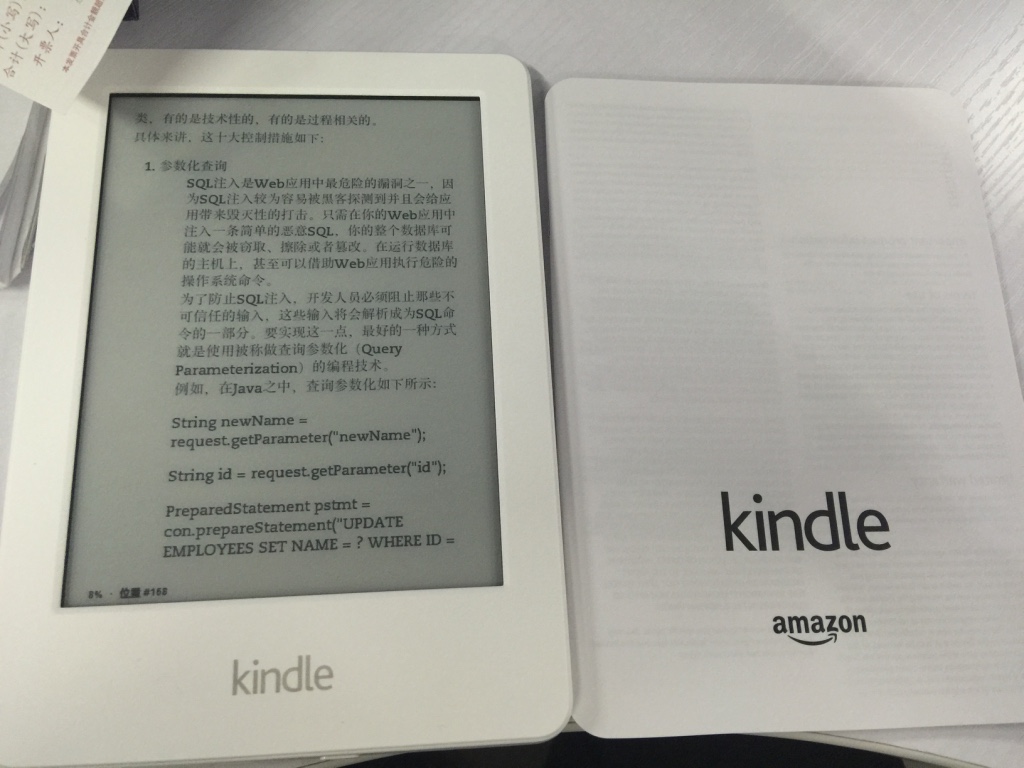 (小写)
合计(大写):
开票人:
类，有的是技术性的，有的是过程相关的。
具体来讲，这十大控制措施如下：
1. 参数化查询
SQL注入是Web应用中最危险的漏洞之一，因
为SQL注入较为容易被黑客探测到并且会给应
用带来毁灭性的打击。只需在你的Web应用中
注入一条简单的恶意SQL，你的整个数据库可
能就会被窃取、擦除或者篡改。在运行数据库
的主机上，甚至可以借助Web应用执行危险的
操作系统命令。
为了防止SQL注入，开发人员必须阻止那些不
可信任的输入，这些输入将会解析成为SQL命
令的一部分。要实现这一点，最好的一种方式
就是使用被称做查询参数化（Query
Parameterization）的编程技术。
例如，在Java之中，查询参数化如下所示：
String newName =
request.getParameter("newName");
String id = request.getParameter("id");
PreparedStatement pstmt =
con.prepareStatement("UPDATE
EMPLOYEES SET NAME = ? WHERE ID =
8% · 位置 #168
kindle
kindle
amazon